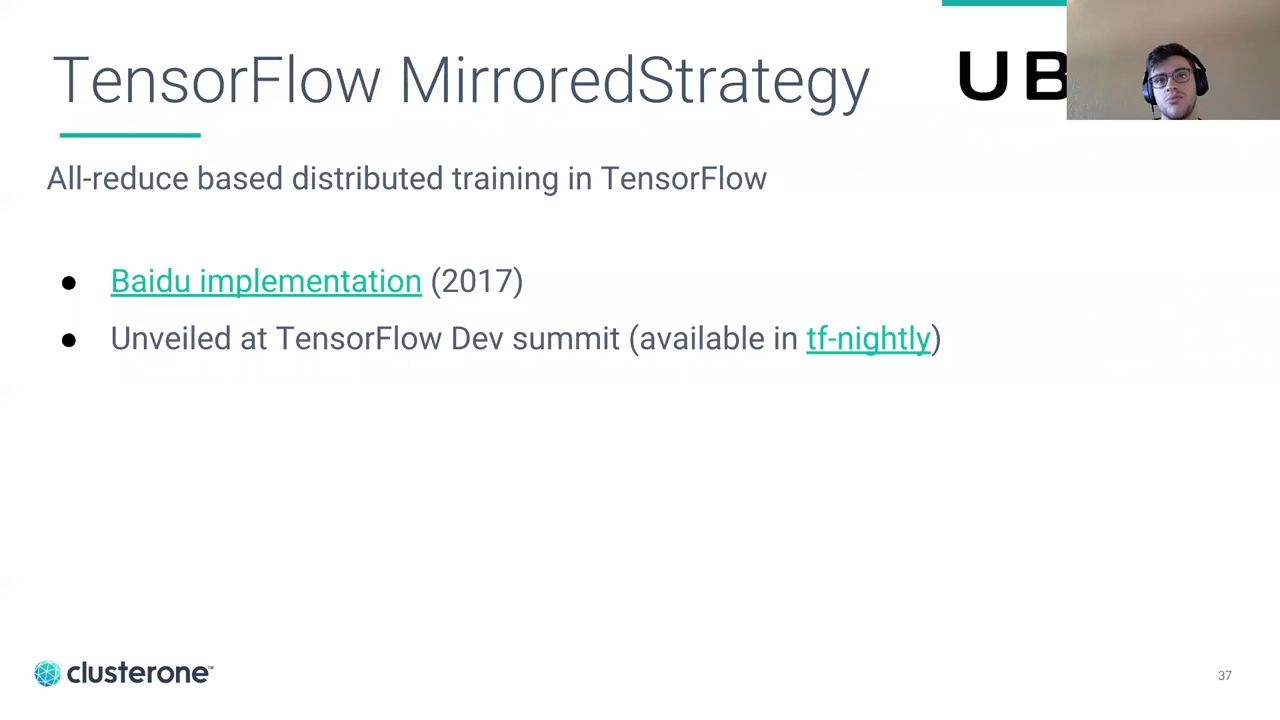 TensorFlow MirroredStrategy
UB
All-reduce based distributed training in TensorFlow
● Baidu implementation (2017)
● Unveiled at TensorFlow Dev summit (available in tf-nightly)
clusterone™
37